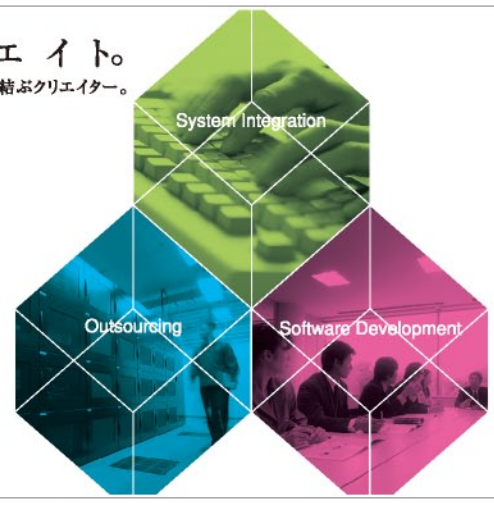 エイト。
結ぶクリエイター。
System Integration
Outsourcing
Software Development